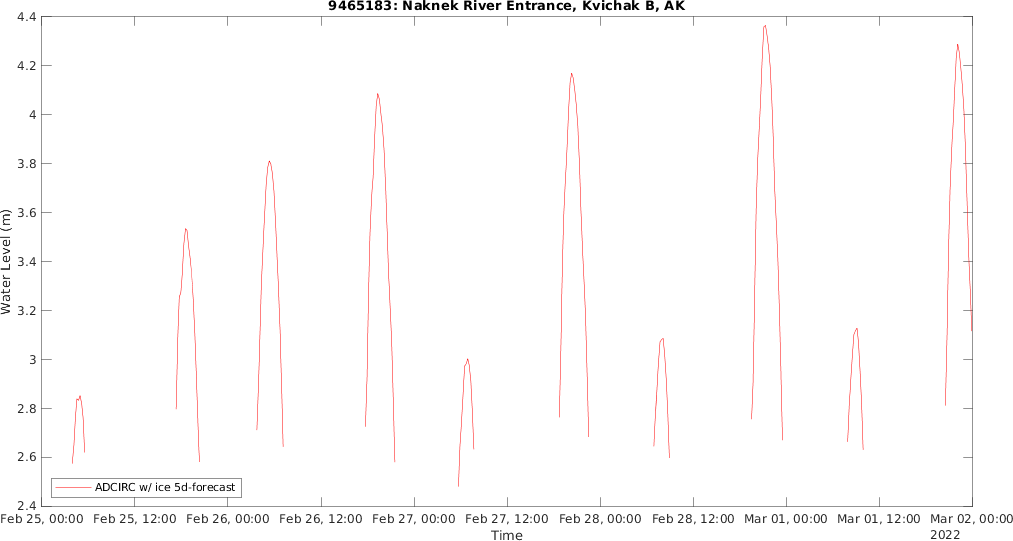 9465183: Naknek River Entrance, Kvichak B, AK
Water Level (m)
4.4
4.2
4
3.8
3.6
3.4
3.2
3
2.8
2.6
2.4
ADCIRC w/ ice 5d-forecast
Feb 25, 00:00 Feb 25, 12:00 Feb 26, 00:00 Feb 26, 12:00 Feb 27, 00:00 Feb 27, 12:00 Feb 28, 00:00 Feb 28, 12:00 Mar 01, 00:00 Mar 01, 12:00 Mar 02, 00:00
2022
Time